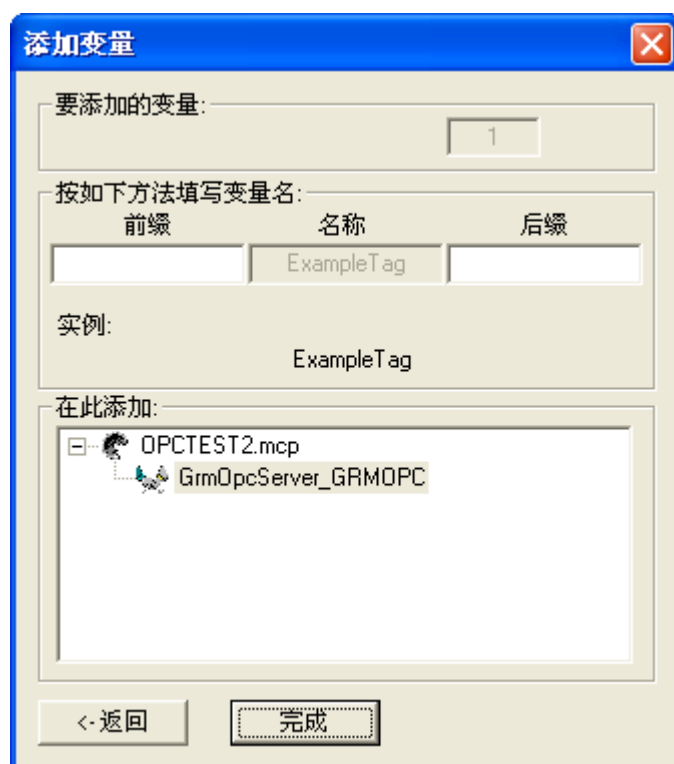 添加变量
要添加的变量:
1
按如下方法填写变量名:
前缀 名称 后缀
ExampleTag
实例:
ExampleTag
在此添加:
OPCTEST2.mcp
GrmOpcServer_GRMOPC
<-返回 完成